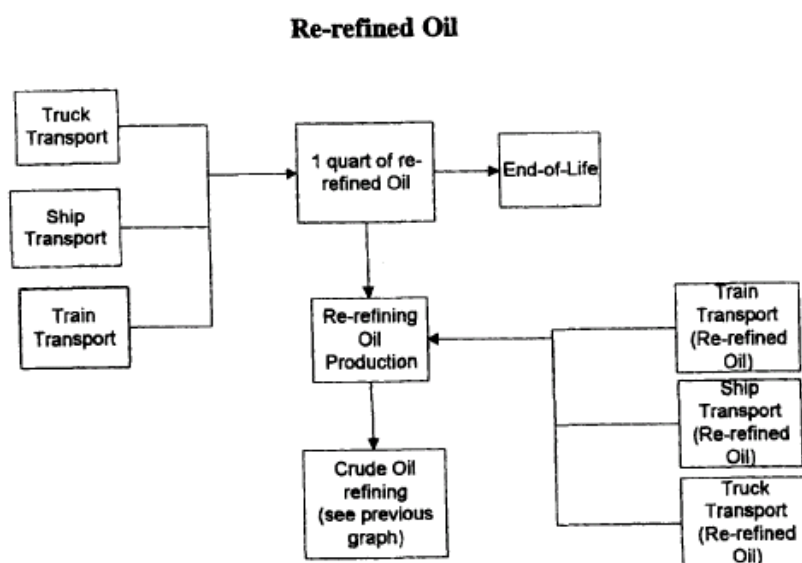 Re-refined Oil
Truck
Transport
Ship
Transport
Train
Transport
1 quart of re-
refined Oil
End-of-Life
Re-refining
Oil
Production
Crude Oil
refining
(see previous
graph)
Train
Transport
(Re-refined
Oil)
Ship
Transport
(Re-refined
Oil)
Truck
Transport
(Re-refined
Oil)